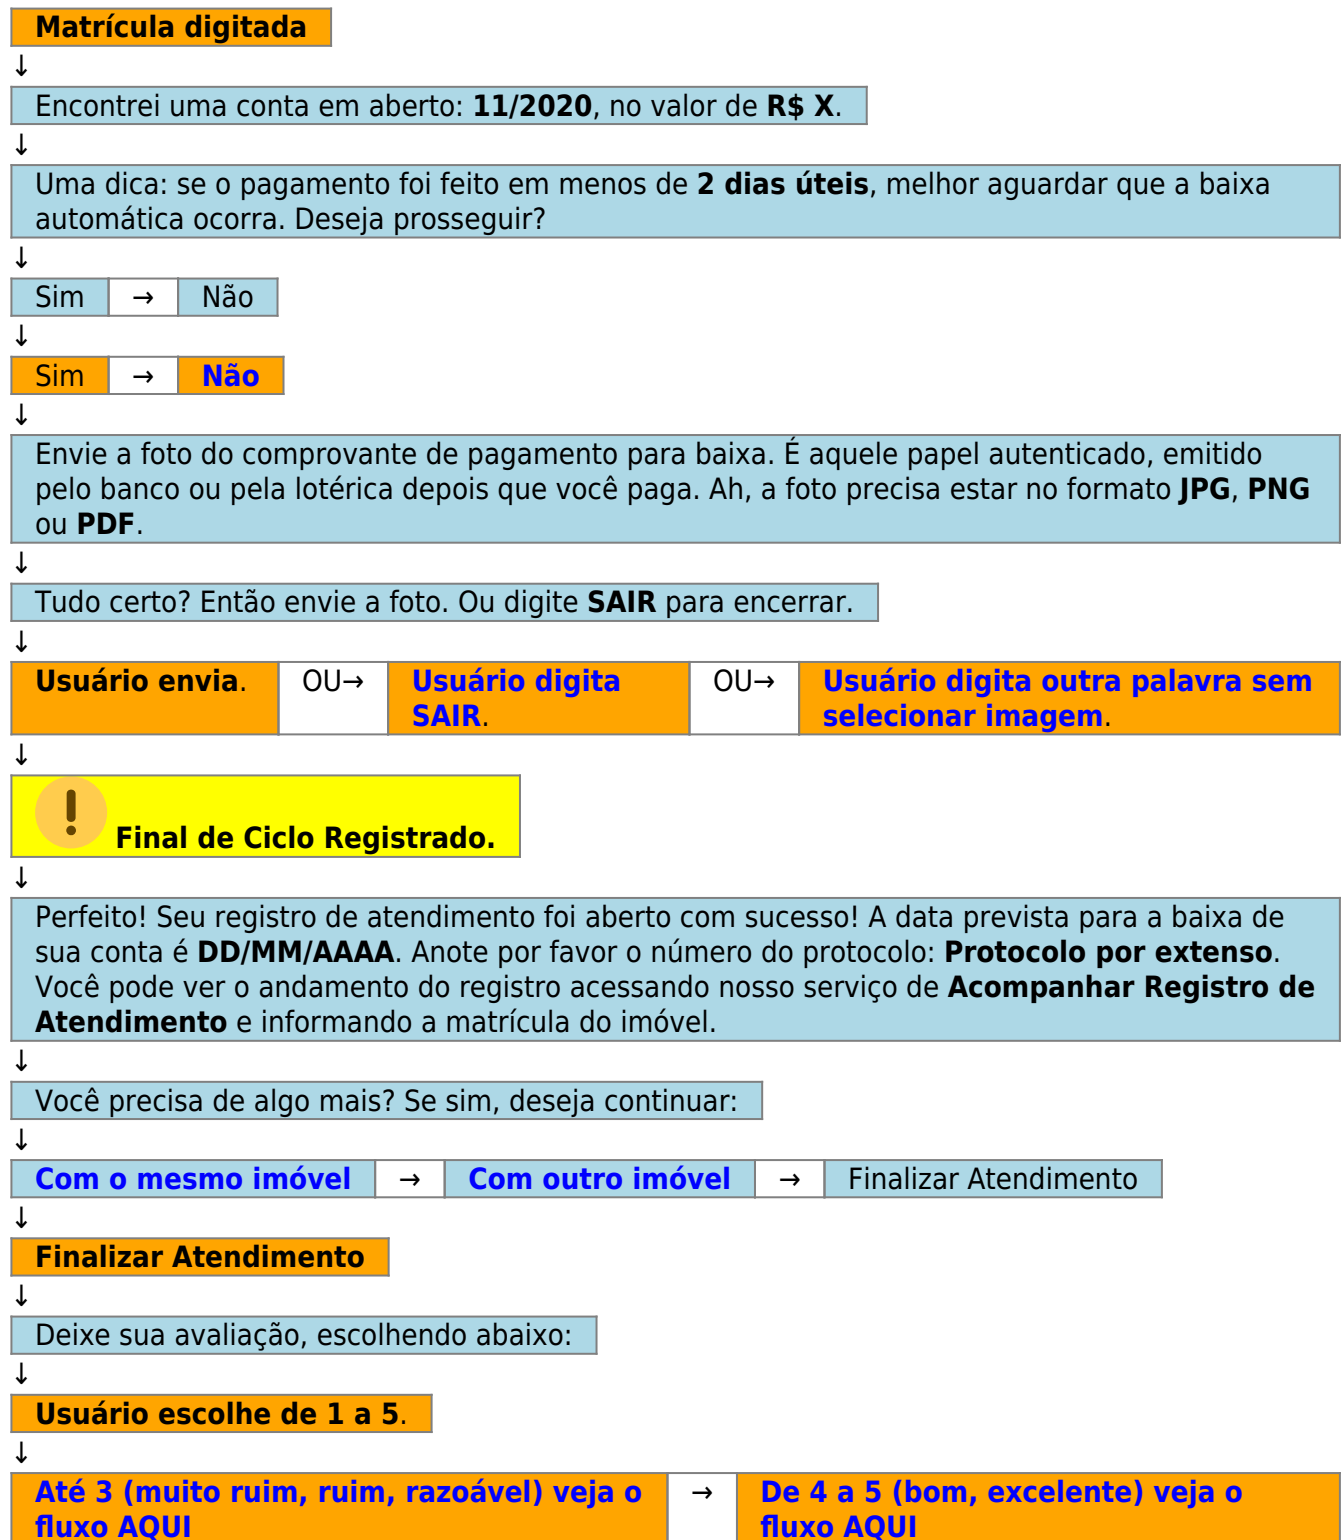 Matrícula digitada
↓
Encontrei uma conta em aberto: 11/2020, no valor de R$ X.
↓
Uma dica: se o pagamento foi feito em menos de 2 dias úteis, melhor aguardar que a baixa
automática ocorra. Deseja prosseguir?
↓
Sim → Não
↓
Sim → Não
↓
Envie a foto do comprovante de pagamento para baixa. É aquele papel autenticado, emitido
pelo banco ou pela lotérica depois que você paga. Ah, a foto precisa estar no formato JPG, PNG
ou PDF.
↓
Tudo certo? Então envie a foto. Ou digite SAIR para encerrar.
↓
Usuário envia. OU→ Usuário digita
SAIR. OU→ Usuário digita outra palavra sem
selecionar imagem.
↓
! Final de Ciclo Registrado.
↓
Perfeito! Seu registro de atendimento foi aberto com sucesso! A data prevista para a baixa de
sua conta é DD/MM/AAAA. Anote por favor o número do protocolo: Protocolo por extenso.
Você pode ver o andamento do registro acessando nosso serviço de Acompanhar Registro de
Atendimento e informando a matrícula do imóvel.
↓
Você precisa de algo mais? Se sim, deseja continuar:
↓
Com o mesmo imóvel → Com outro imóvel → Finalizar Atendimento
↓
Finalizar Atendimento
↓
Deixe sua avaliação, escolhendo abaixo:
↓
Usuário escolhe de 1 a 5.
↓
Até 3 (muito ruim, ruim, razoável) veja o
fluxo AQUI → De 4 a 5 (bom, excelente) veja o
fluxo AQUI